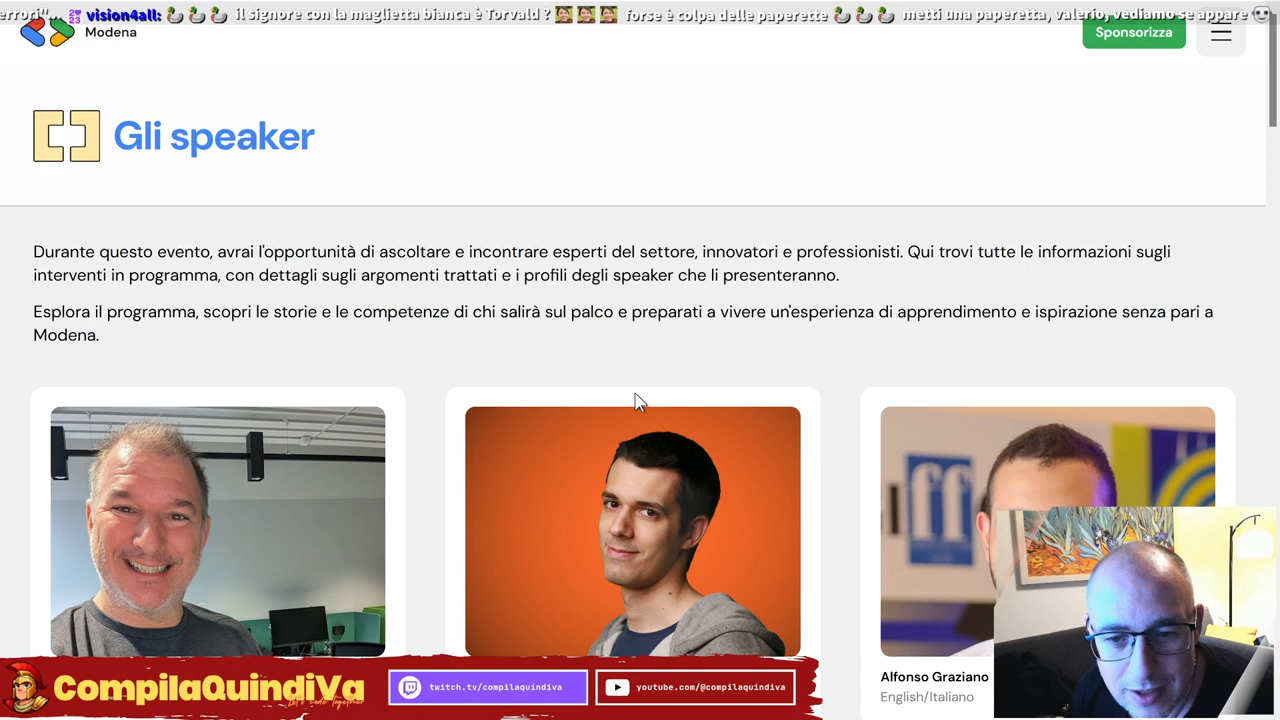 errori"... vision4all: il signore con la maglietta bianca è Torvald ? forse è colpa delle paperette metti una paperetta, valerio, vediamo se appare
Modena
Sponsorizza
Gli speaker
Durante questo evento, avrai l'opportunità di ascoltare e incontrare esperti del settore, innovatori e professionisti. Qui trovi tutte le informazioni sugli
interventi in programma, con dettagli sugli argomenti trattati e i profili degli speaker che li presenteranno.
Esplora il programma, scopri le storie e le competenze di chi salirà sul palco e preparati a vivere un'esperienza di apprendimento e ispirazione senza pari a
Modena.
ff
Alfonso Graziano
English/Italiano
CompilaQuindiVa
Let's code Together
twitch.tv/compilaquindiva
youtube.com/@compilaquindiva